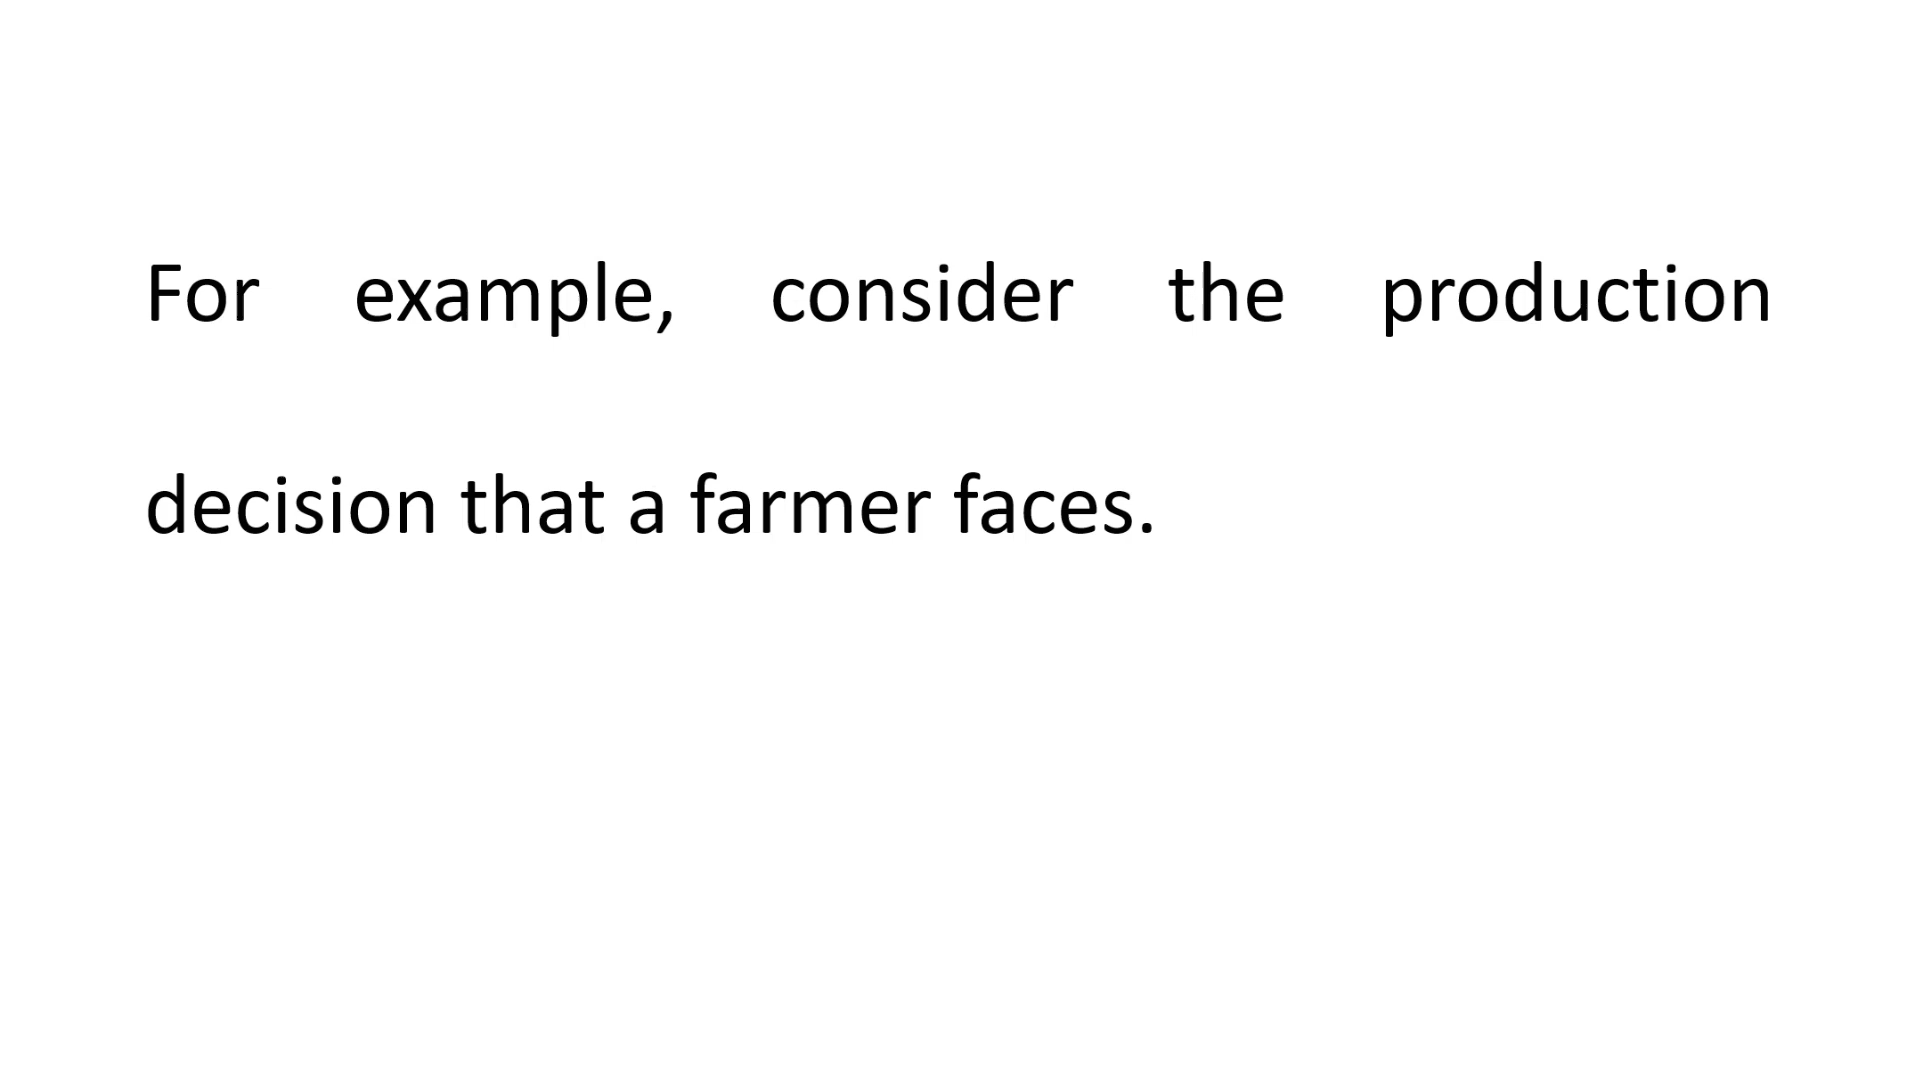 For example, consider the production
decision that a farmer faces.